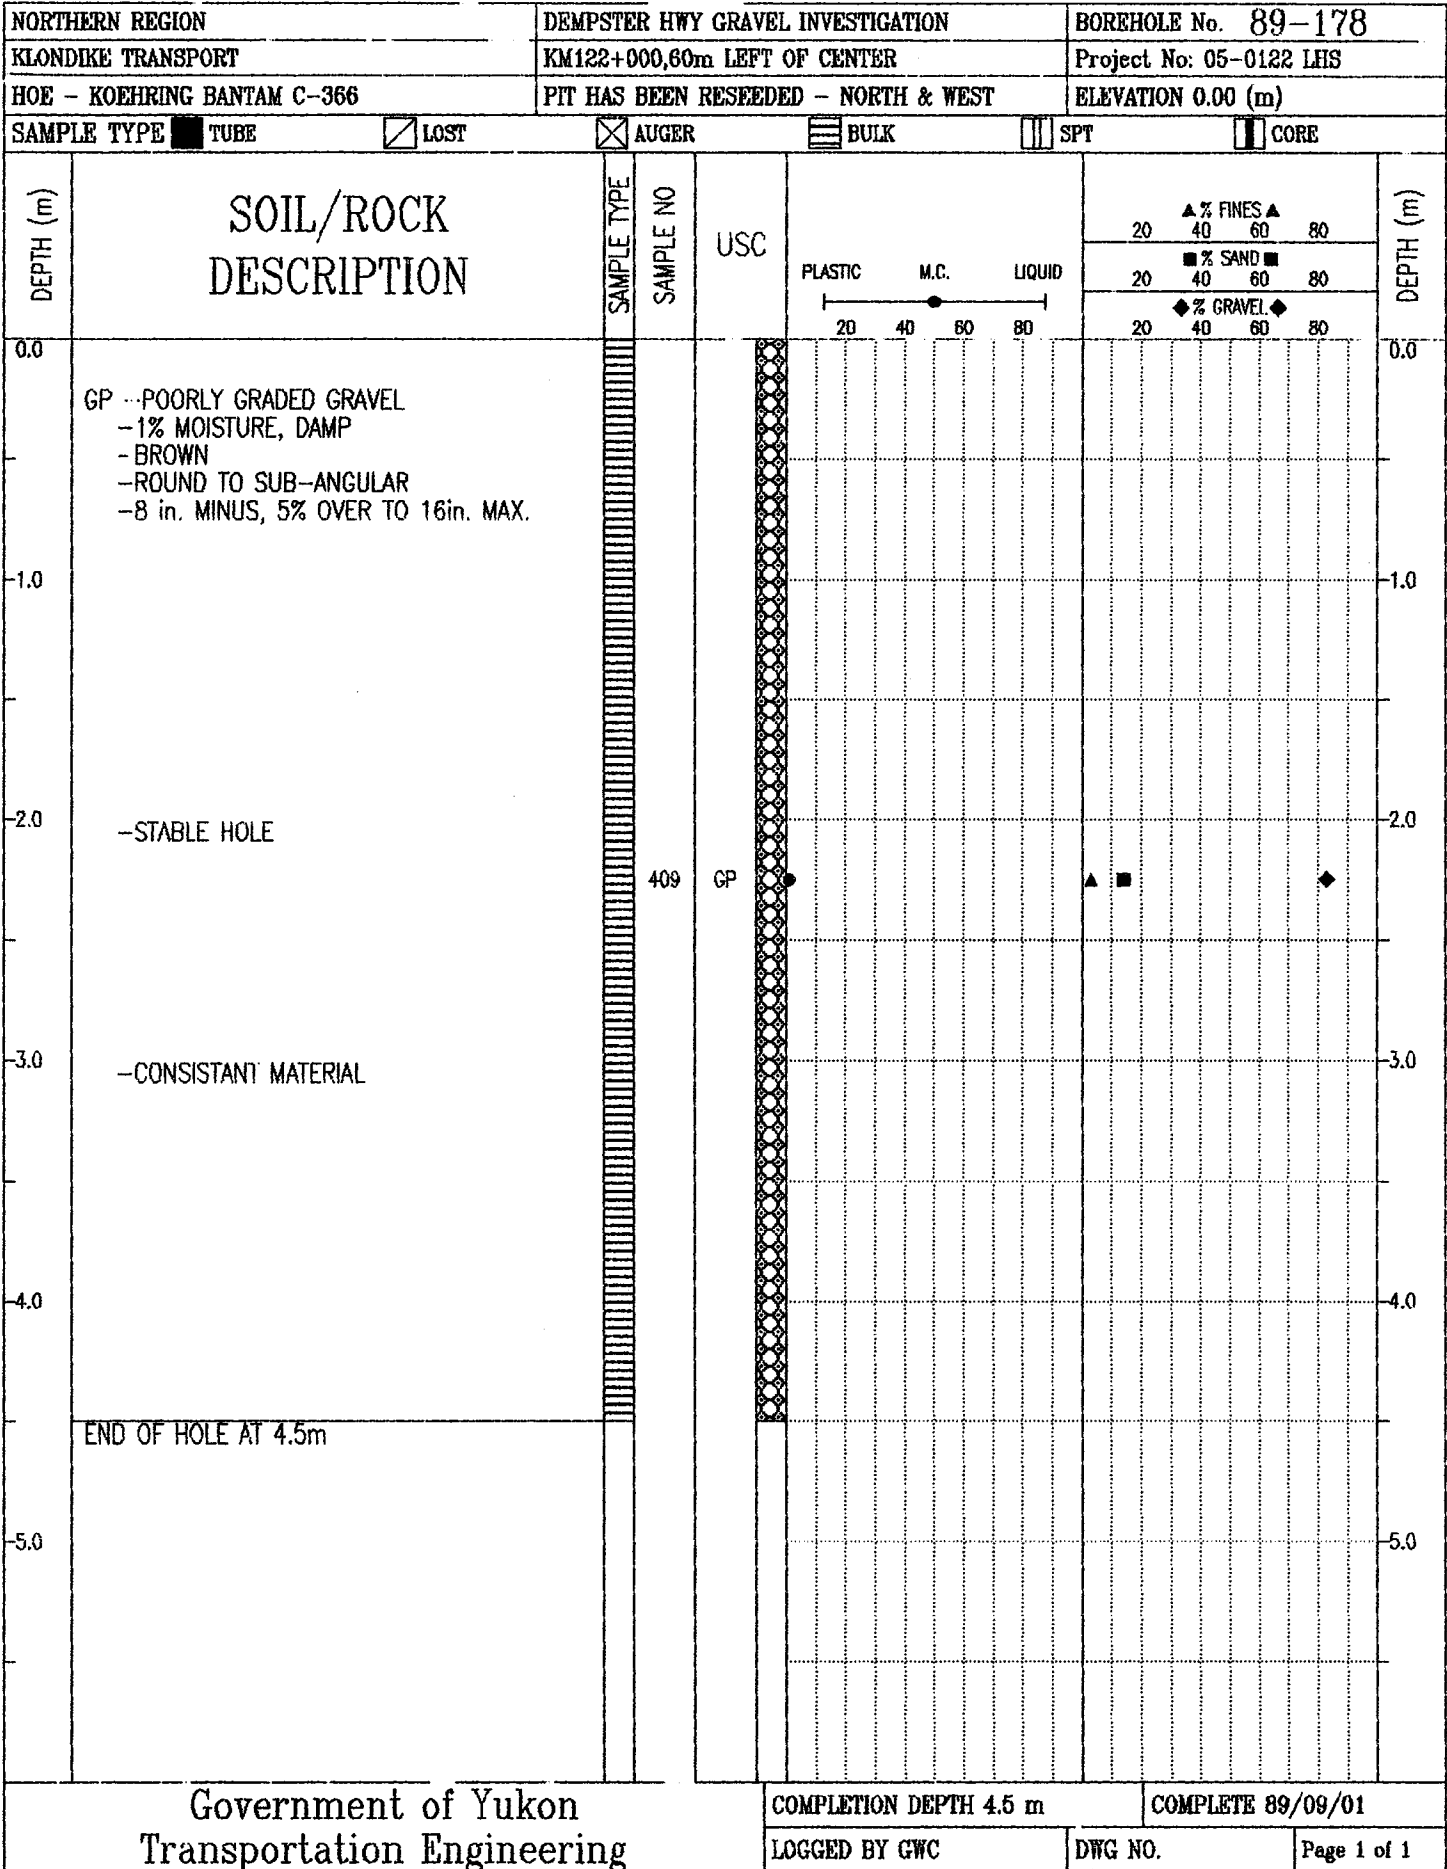 NORTHERN REGION
DEMPSTER HWY GRAVEL INVESTIGATION
BOREHOLE No. 89-178
KLONDIKE TRANSPORT
KM122+000,60m LEFT OF CENTER
Project No: 05-0122 LHS
HOE - KOEHRING BANTAM C-366
PIT HAS BEEN RESEEDED - NORTH & WEST
ELEVATION 0.00 (m)
SAMPLE TYPE TUBE LOST AUGER BULK SPT CORE
DEPTH (m)
SOIL/ROCK
DESCRIPTION
SAMPLE TYPE
SAMPLE NO
USC
PLASTIC M.C. LIQUID
20 40 60 80
▲ % FINES ▲
20 40 60 80
■ % SAND ■
20 40 60 80
◆ % GRAVEL ◆
20 40 60 80
DEPTH (m)
0.0 0.0
GP -POORLY GRADED GRAVEL
-1% MOISTURE, DAMP
-BROWN
-ROUND TO SUB-ANGULAR
-8 in. MINUS, 5% OVER TO 16in. MAX.
1.0 1.0
2.0 2.0
-STABLE HOLE
409 GP
3.0 3.0
-CONSISTANT MATERIAL
4.0 4.0
END OF HOLE AT 4.5m
5.0 5.0
Government of Yukon
Transportation Engineering
COMPLETION DEPTH 4.5 m
COMPLETE 89/09/01
LOGGED BY GWC
DWG NO.
Page 1 of 1